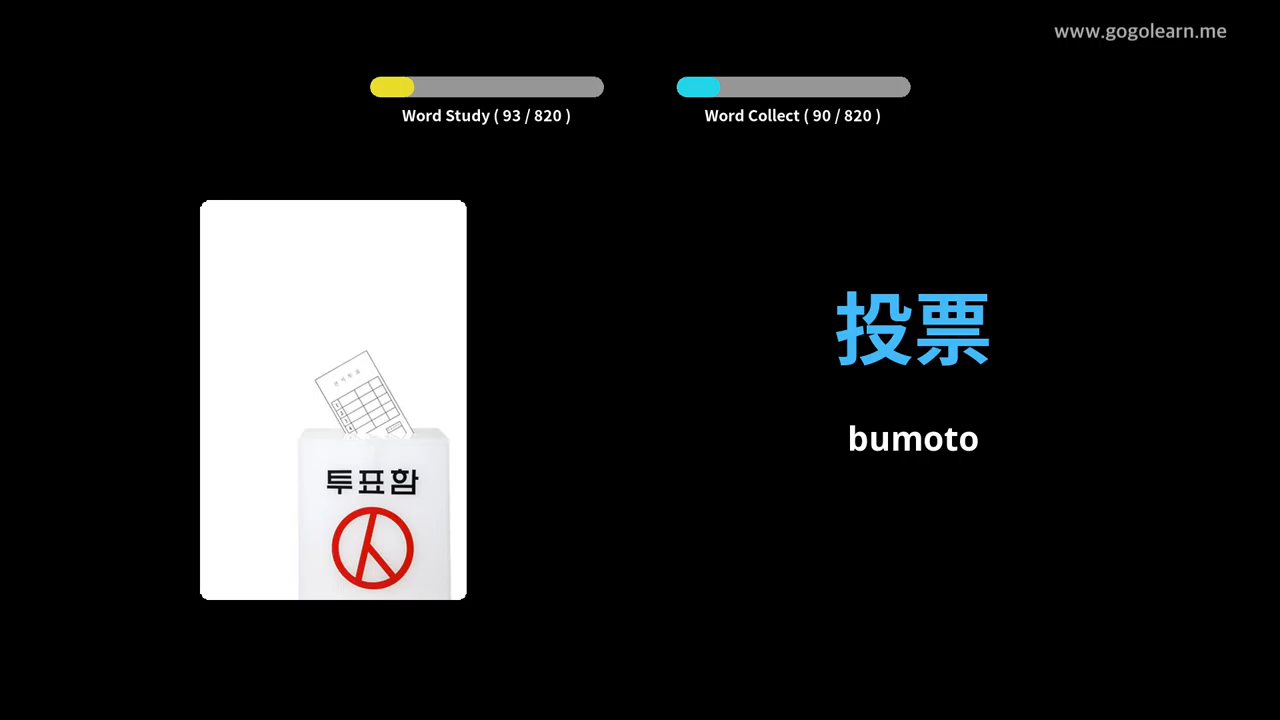 www.gogolearn.me
Word Study ( 93 / 820 )
Word Collect ( 90 / 820 )
投票
bumoto
투표함